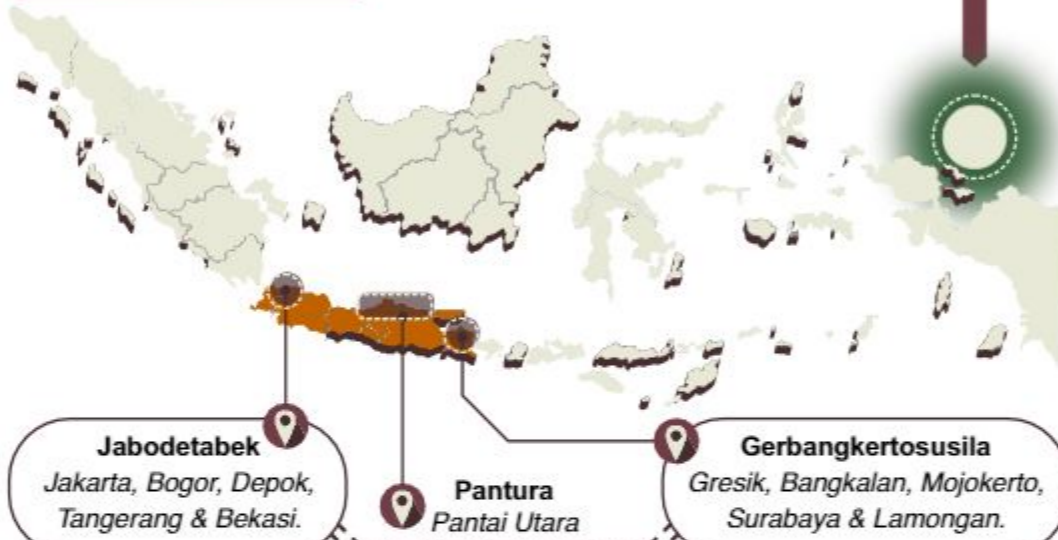 Jabodetabek
Jakarta, Bogor, Depok,
Tangerang & Bekasi.
Pantura
Pantai Utara
Gerbangkertosusila
Gresik, Bangkalan, Mojokerto,
Surabaya & Lamongan.